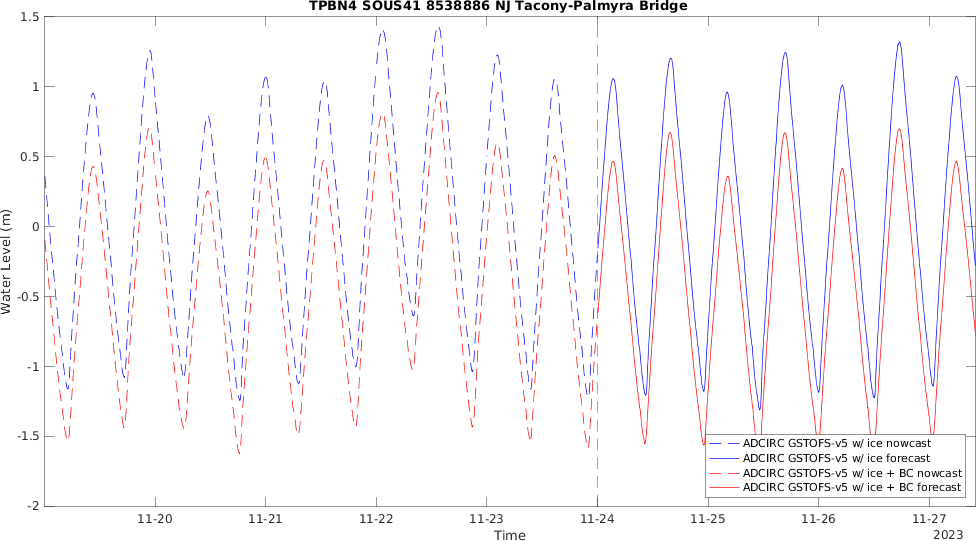 TPBN4 SOUS41 8538886 NJ Tacony-Palmyra Bridge
1.5
1
0.5
0
-0.5
-1
-1.5
-2
Water Level (m)
11-20
11-21
11-22
11-23
11-24
11-25
11-26
11-27
Time
2023
ADCIRC GSTOFS-v5 w/ ice nowcast
ADCIRC GSTOFS-v5 w/ ice forecast
ADCIRC GSTOFS-v5 w/ ice + BC nowcast
ADCIRC GSTOFS-v5 w/ ice + BC forecast